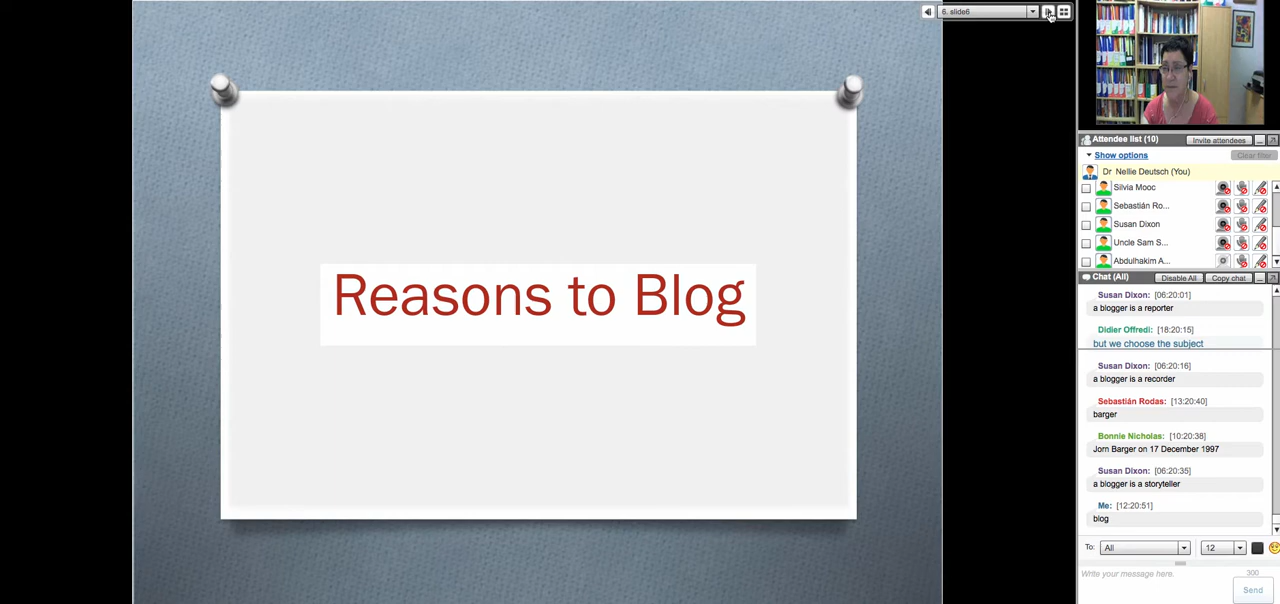 6. slide6
Reasons to Blog
Attendee list (10)
Invite attendees
Show options
Clear filter
Dr Nellie Deutsch (You)
Silvia Mooc
Sebastián Ro...
Susan Dixon
Uncle Sam S...
Abdulhakim A...
Chat (All)
Disable All
Copy chat
Susan Dixon: [06:20:01]
a blogger is a reporter
Didier Offredi: [18:20:15]
but we choose the subject
Susan Dixon: [06:20:16]
a blogger is a recorder
Sebastián Rodas: [13:20:40]
barger
Bonnie Nicholas: [10:20:38]
Jorn Barger on 17 December 1997
Susan Dixon: [06:20:35]
a blogger is a storyteller
Me: [12:20:51]
blog
To: All 12
Write your message here.
300
Send